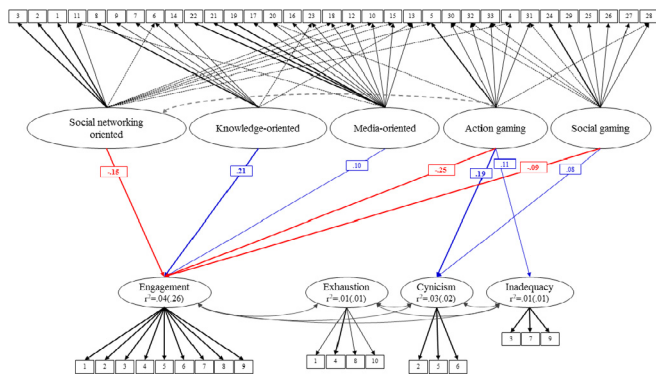 3 2 1 11 8 9 7 6 14 22 21 19 17 20 16 23 18 12 10 15 13 5 30 32 33 4 31 24 29 25 26 27 28
Social networking
oriented
Knowledge-oriented
Media-oriented
Action gaming
Social gaming
-.16 .21 .10 -.25 .19 .11 -.09 .08
Engagement
r²=.04(.26)
Exhaustion
r²=.01(.01)
Cynicism
r²=.03(.02)
Inadequacy
r²=.01(.01)
1 2 3 4 5 6 7 8 9
1 4 8 10
2 5 6
3 7 9